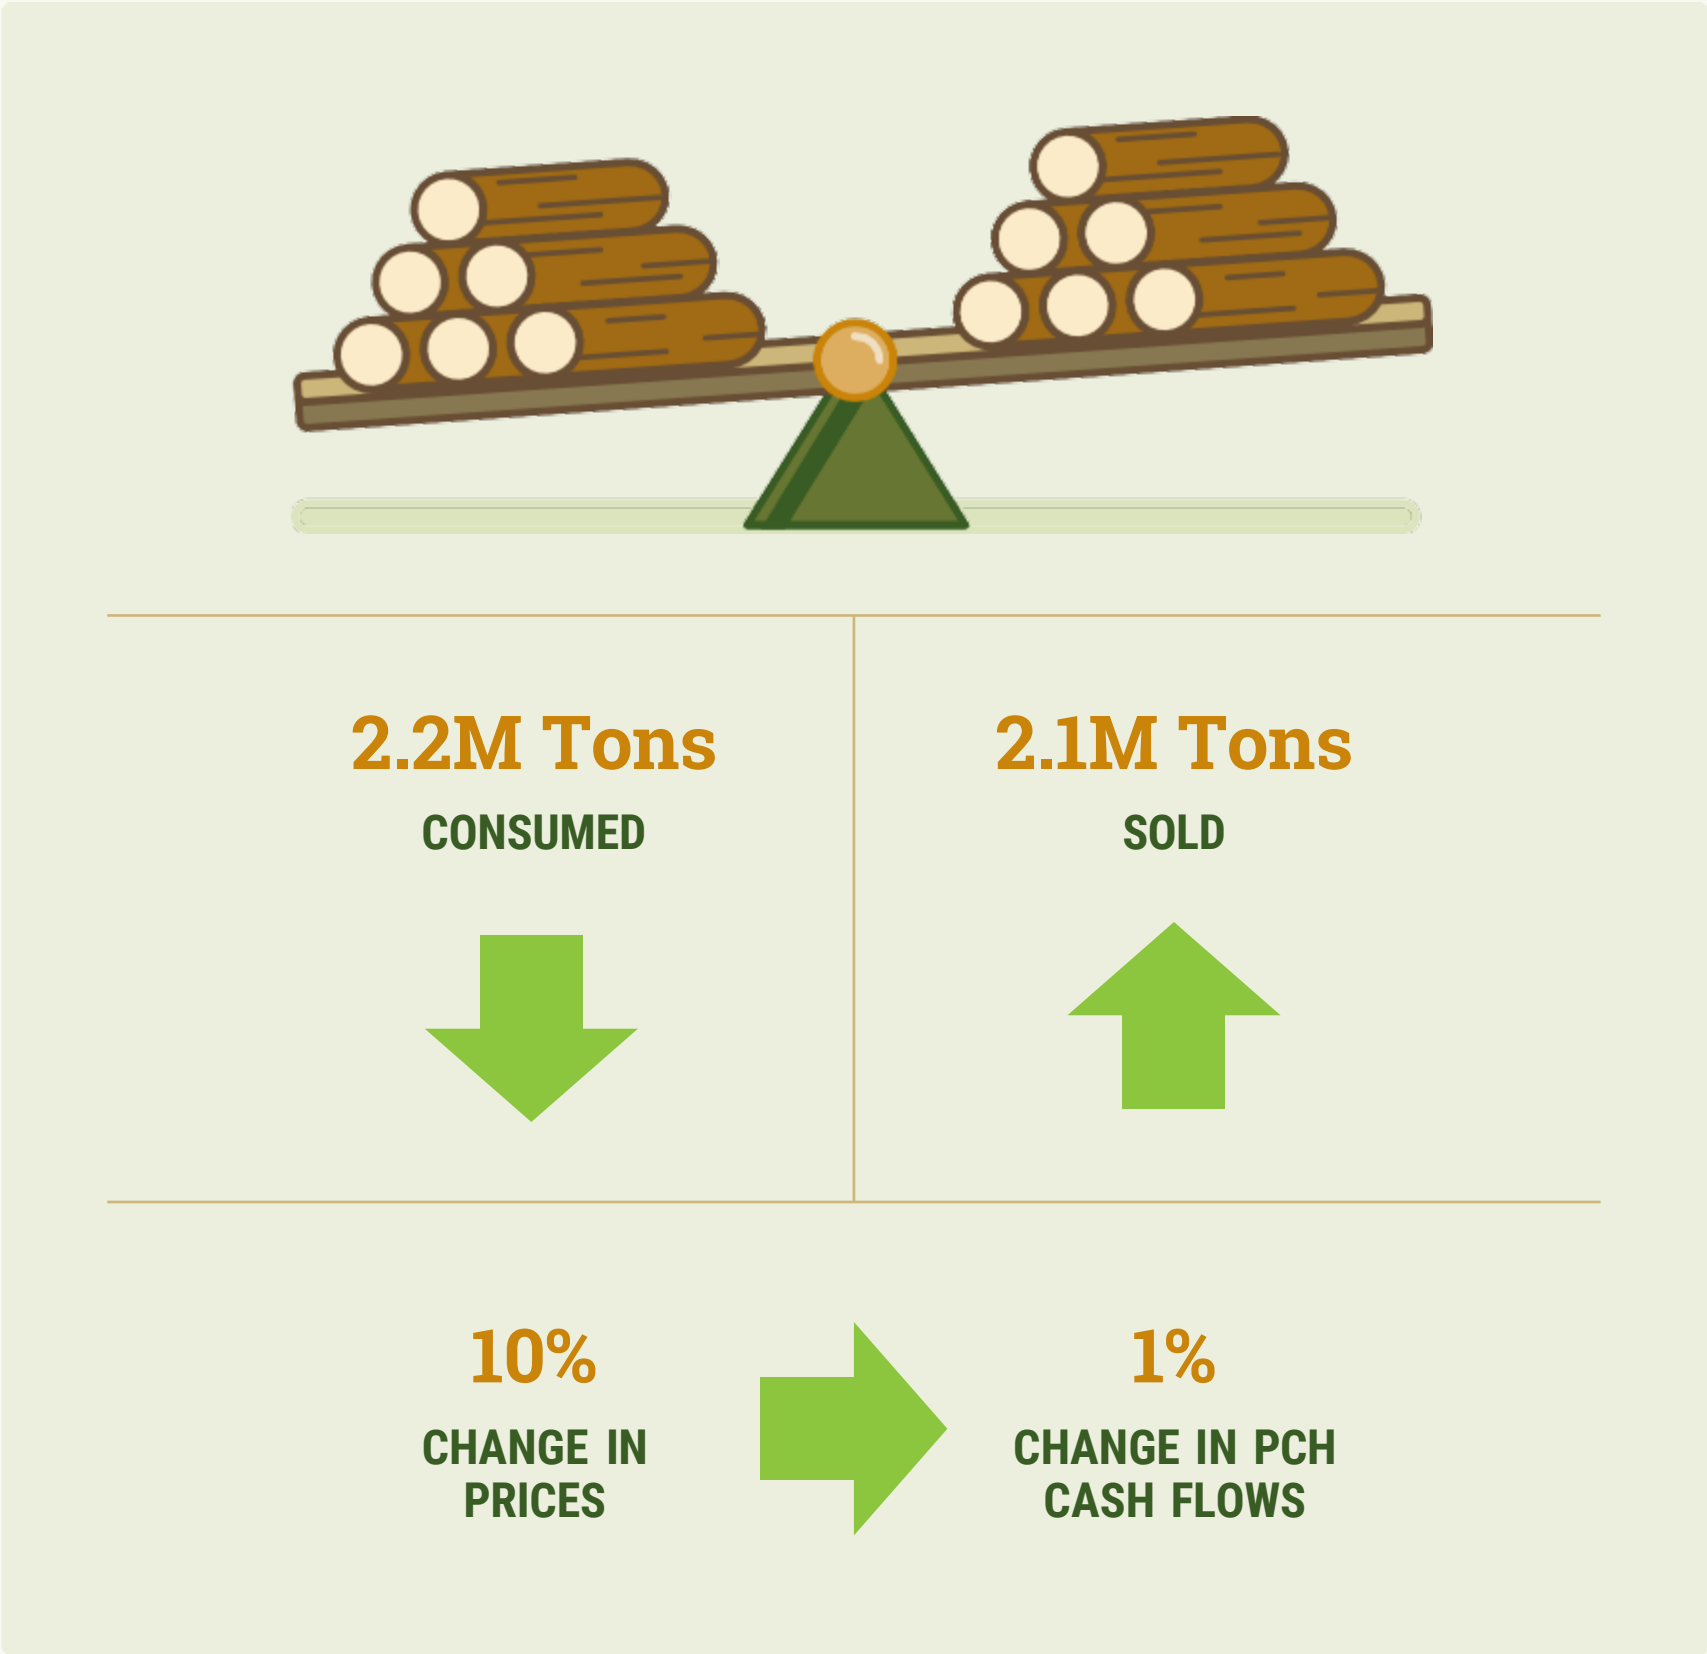 2.2M Tons
CONSUMED
2.1M Tons
SOLD
10%
CHANGE IN
PRICES
1%
CHANGE IN PCH
CASH FLOWS